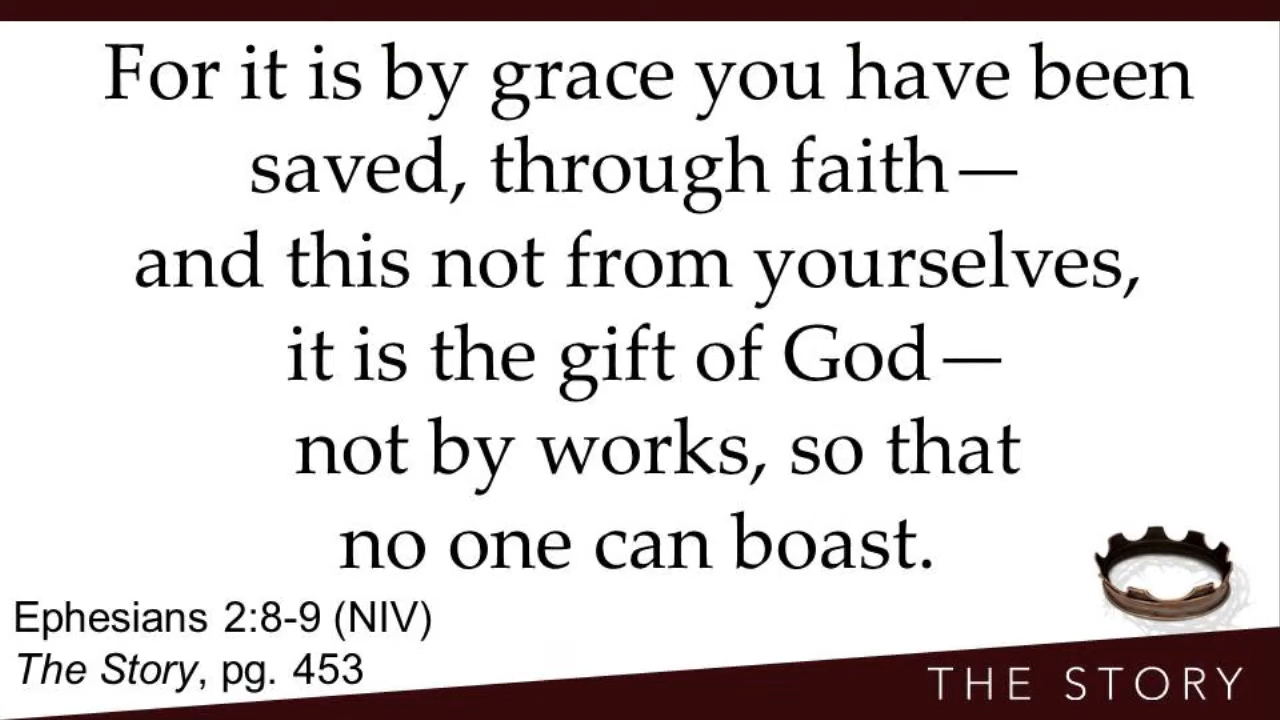 For it is by grace you have been
saved, through faith—
and this not from yourselves,
it is the gift of God—
not by works, so that
no one can boast.
Ephesians 2:8-9 (NIV)
The Story, pg. 453
THE STORY